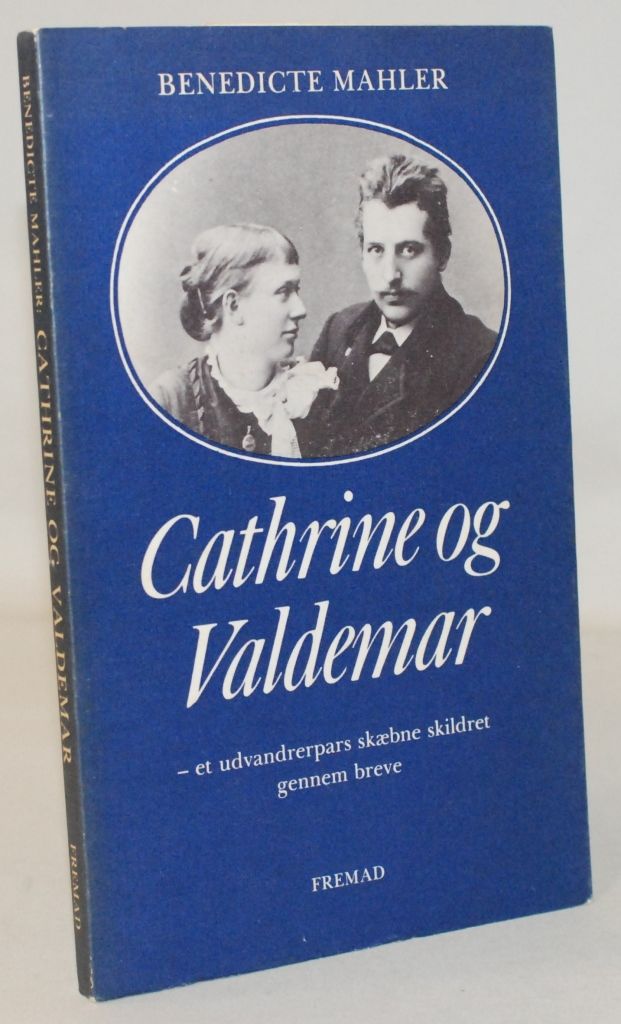 BENEDICTE MAHLER
Cathrine og
Valdemar
– et udvandrerpars skæbne skildret
gennem breve
FREMAD
BENEDICTE MAHLER: CATHRINE OG VALDEMAR FREMAD